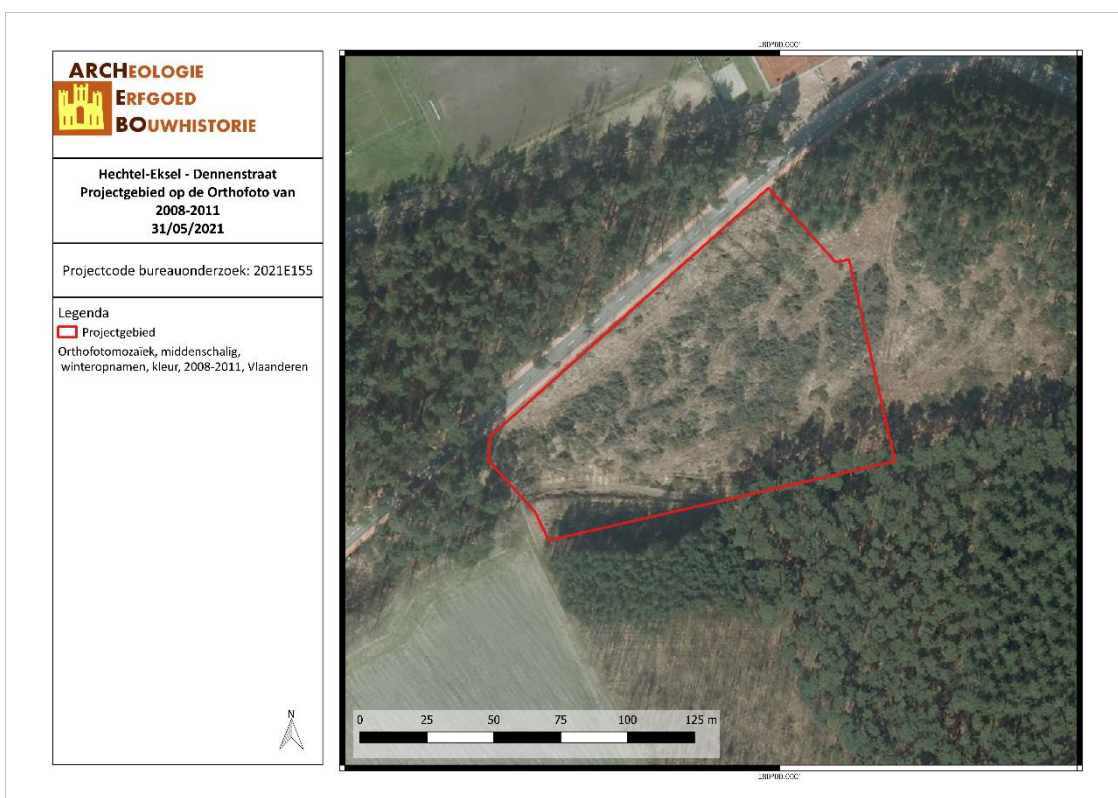 ARCHEOLOGIE
ERFGOED
BOUWHISTORIE
Hechtel-Eksel - Dennenstraat
Projectgebied op de Orthofoto van
2008-2011
31/05/2021
Projectcode bureauonderzoek: 2021E155
Legenda
Projectgebied
Orthofotomozaïek, middenschalig,
winteropnamen, kleur, 2008-2011, Vlaanderen
N
0 25 50 75 100 125 m